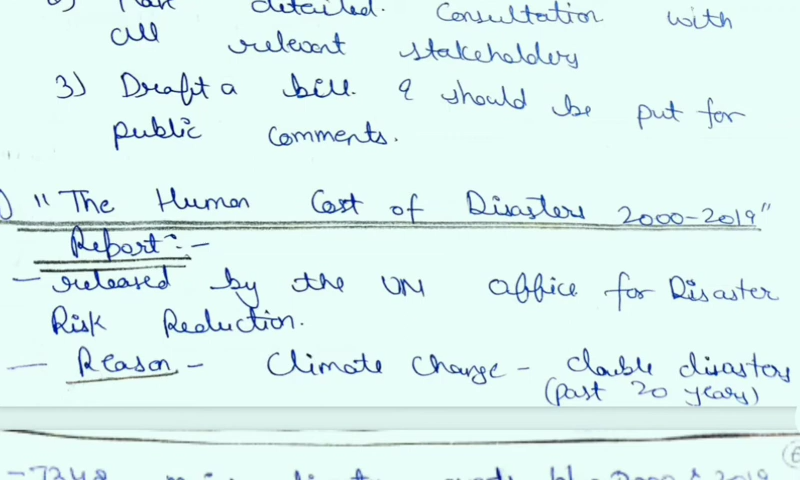 detailed. Consultation with
all relevant stakeholders
3) Draft a bill & should be put for
public comments.
"The Human Cost of Disasters 2000-2019"
Report:-
- released by the UN office for Disaster
Risk Reduction.
- Reason - Climate Change - double disasters
(past 20 years)
- 7348